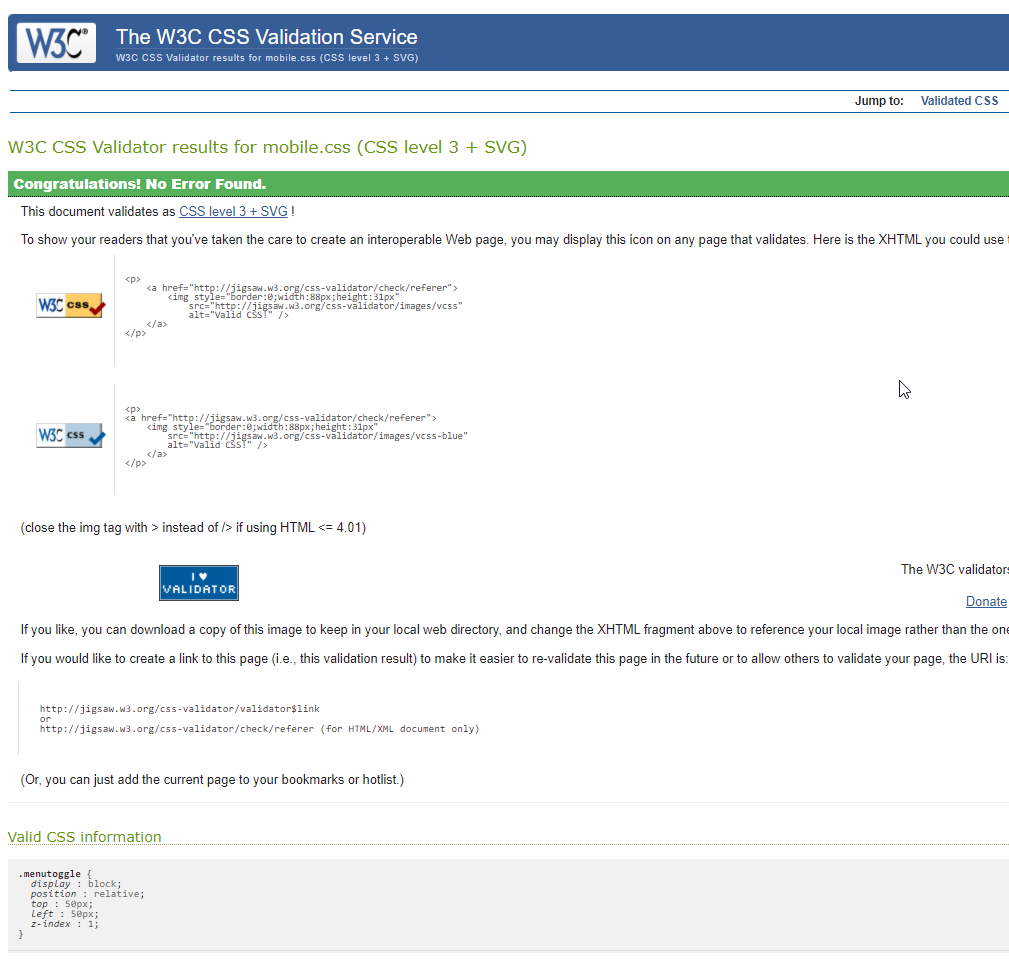 W3C®
The W3C CSS Validation Service
W3C CSS Validator results for mobile.css (CSS level 3 + SVG)
Jump to: Validated CSS
W3C CSS Validator results for mobile.css (CSS level 3 + SVG)
Congratulations! No Error Found.
This document validates as CSS level 3 + SVG !
To show your readers that you've taken the care to create an interoperable Web page, you may display this icon on any page that validates. Here is the XHTML you could use
W3C css
<p>
<a href="http://jigsaw.w3.org/css-validator/check/referer">
<img style="border:0;width:88px;height:31px"
src="http://jigsaw.w3.org/css-validator/images/vcss"
alt="Valid CSS!" />
</a>
</p>
W3C css
<p>
<a href="http://jigsaw.w3.org/css-validator/check/referer">
<img style="border:0;width:88px;height:31px"
src="http://jigsaw.w3.org/css-validator/images/vcss-blue"
alt="Valid CSS!" />
</a>
</p>
(close the img tag with > instead of /> if using HTML <= 4.01)
I ♥
VALIDATOR
The W3C validators
Donate
If you like, you can download a copy of this image to keep in your local web directory, and change the XHTML fragment above to reference your local image rather than the one
If you would like to create a link to this page (i.e., this validation result) to make it easier to re-validate this page in the future or to allow others to validate your page, the URI is:
http://jigsaw.w3.org/css-validator/validator$link
or
http://jigsaw.w3.org/css-validator/check/referer (for HTML/XML document only)
(Or, you can just add the current page to your bookmarks or hotlist.)
Valid CSS information
.menutoggle {
display : block;
position : relative;
top : 50px;
left : 50px;
z-index : 1;
}